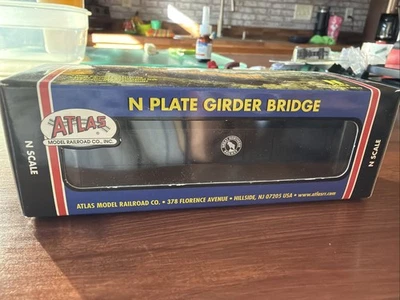 N PLATE GIRDER BRIDGE
ATLAS
MODEL RAILROAD CO., INC.
N SCALE
N SCALE
ATLAS MODEL RAILROAD CO. • 378 FLORENCE AVENUE • HILLSIDE, NJ 07205 USA • www.atlasrr.com